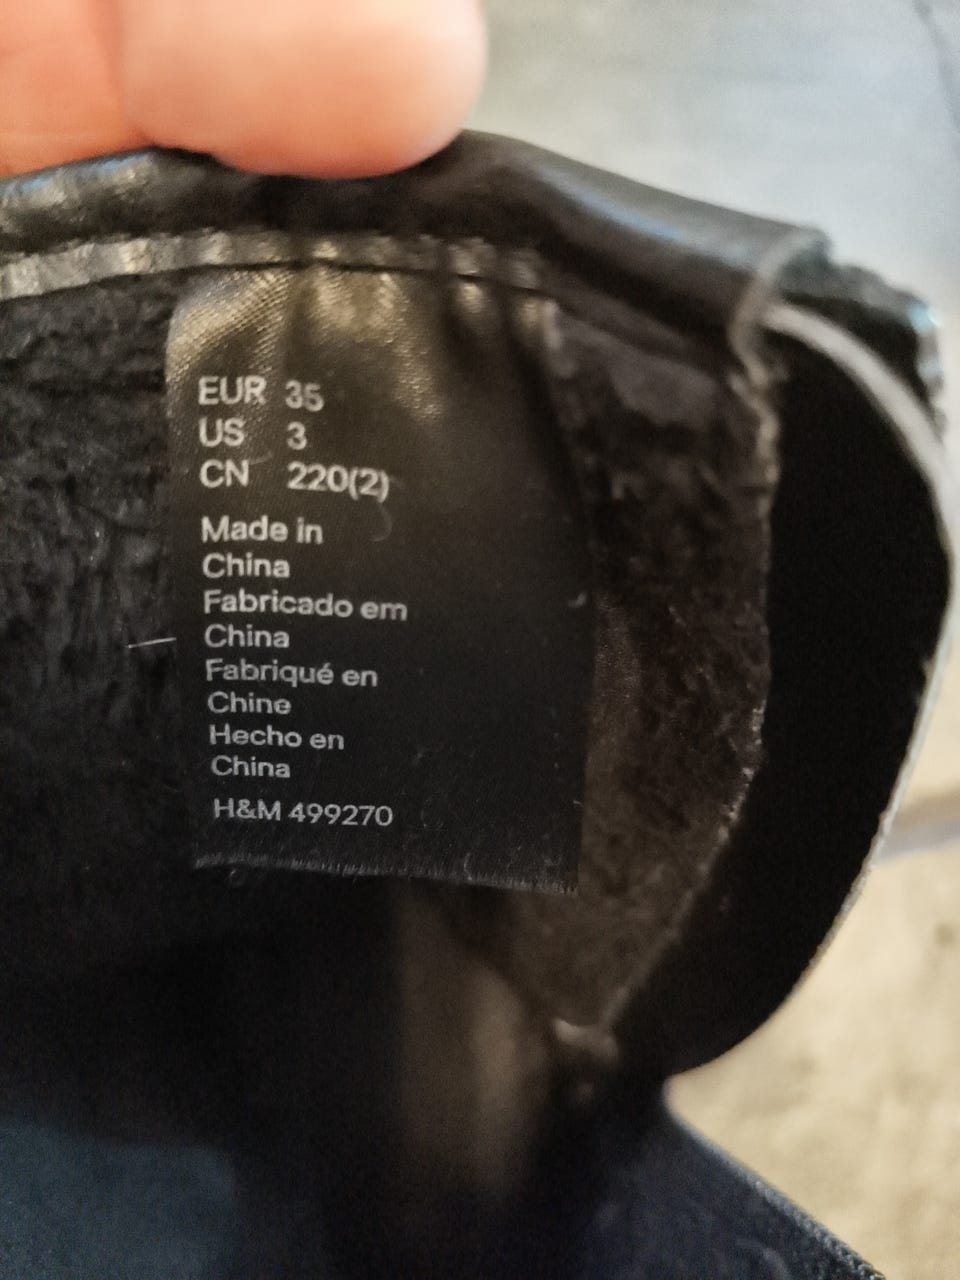 EUR 35
US 3
CN 220(2)
Made in
China
Fabricado em
China
Fabriqué en
Chine
Hecho en
China
H&M 499270